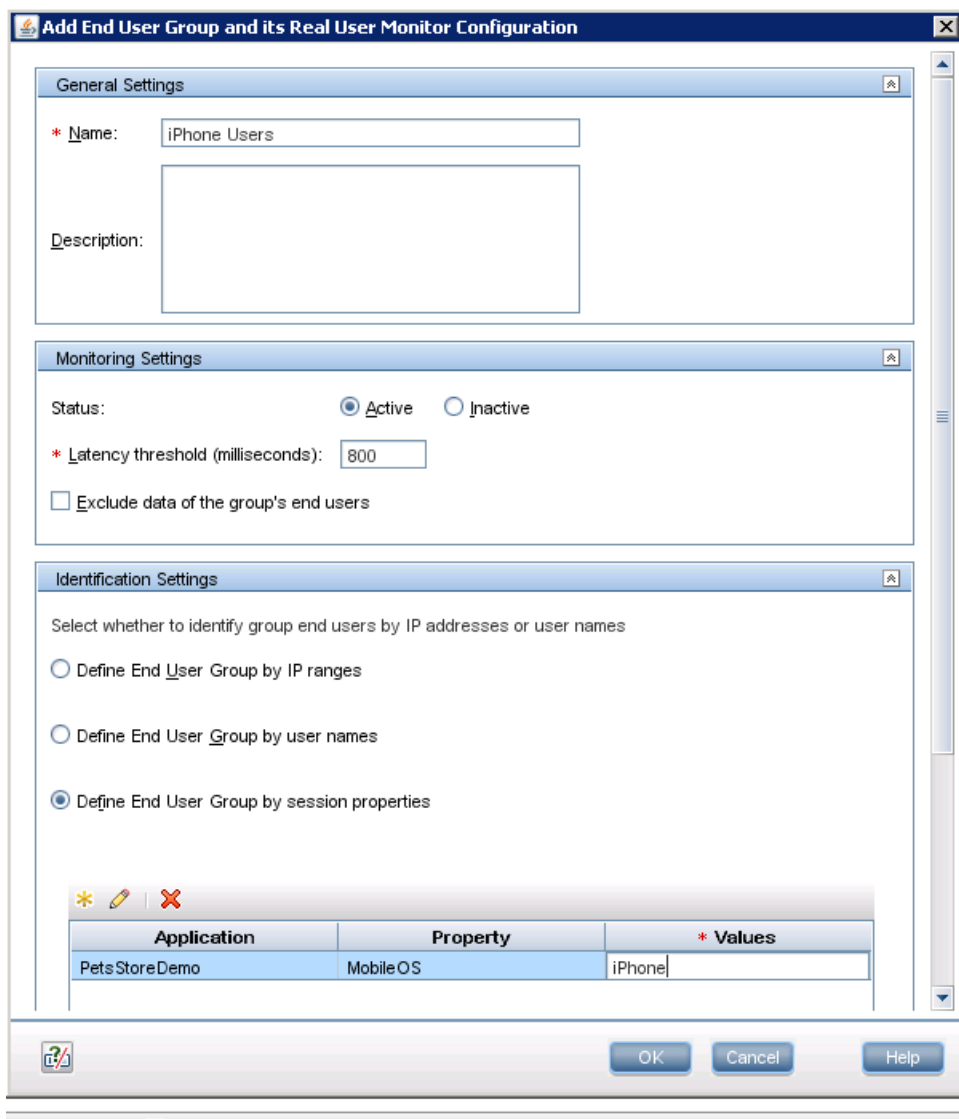 Add End User Group and its Real User Monitor Configuration
General Settings
* Name: iPhone Users
Description:
Monitoring Settings
Status: Active Inactive
* Latency threshold (milliseconds): 800
Exclude data of the group's end users
Identification Settings
Select whether to identify group end users by IP addresses or user names
Define End User Group by IP ranges
Define End User Group by user names
Define End User Group by session properties
Application Property * Values
PetsStoreDemo MobileOS iPhone
OK Cancel Help